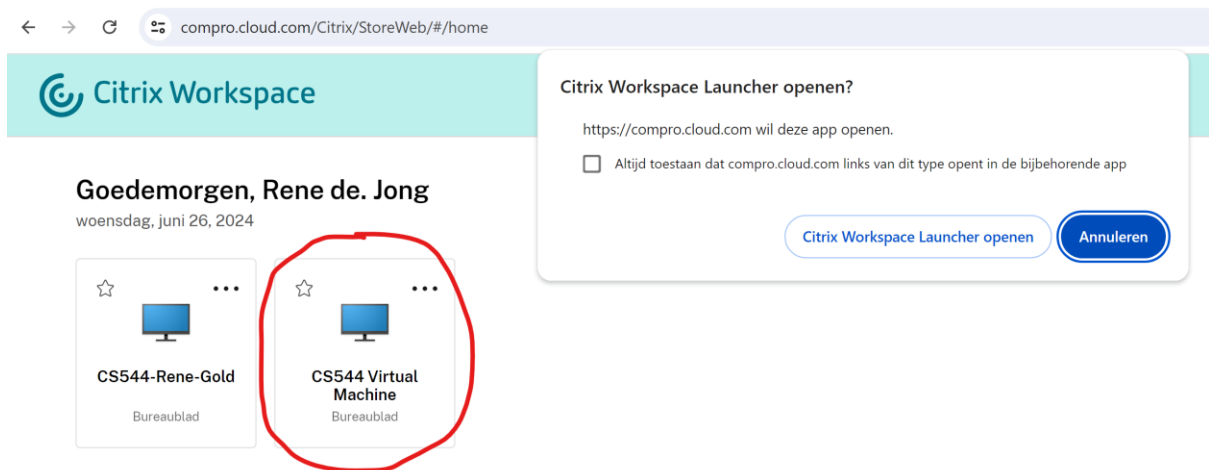 compro.cloud.com/Citrix/StoreWeb/#/home
Citrix Workspace
Citrix Workspace Launcher openen?
https://compro.cloud.com wil deze app openen.
Altijd toestaan dat compro.cloud.com links van dit type opent in de bijbehorende app
Citrix Workspace Launcher openen
Annuleren
Goedemorgen, Rene de. Jong
woensdag, juni 26, 2024
CS544-Rene-Gold
Bureaublad
CS544 Virtual
Machine
Bureaublad